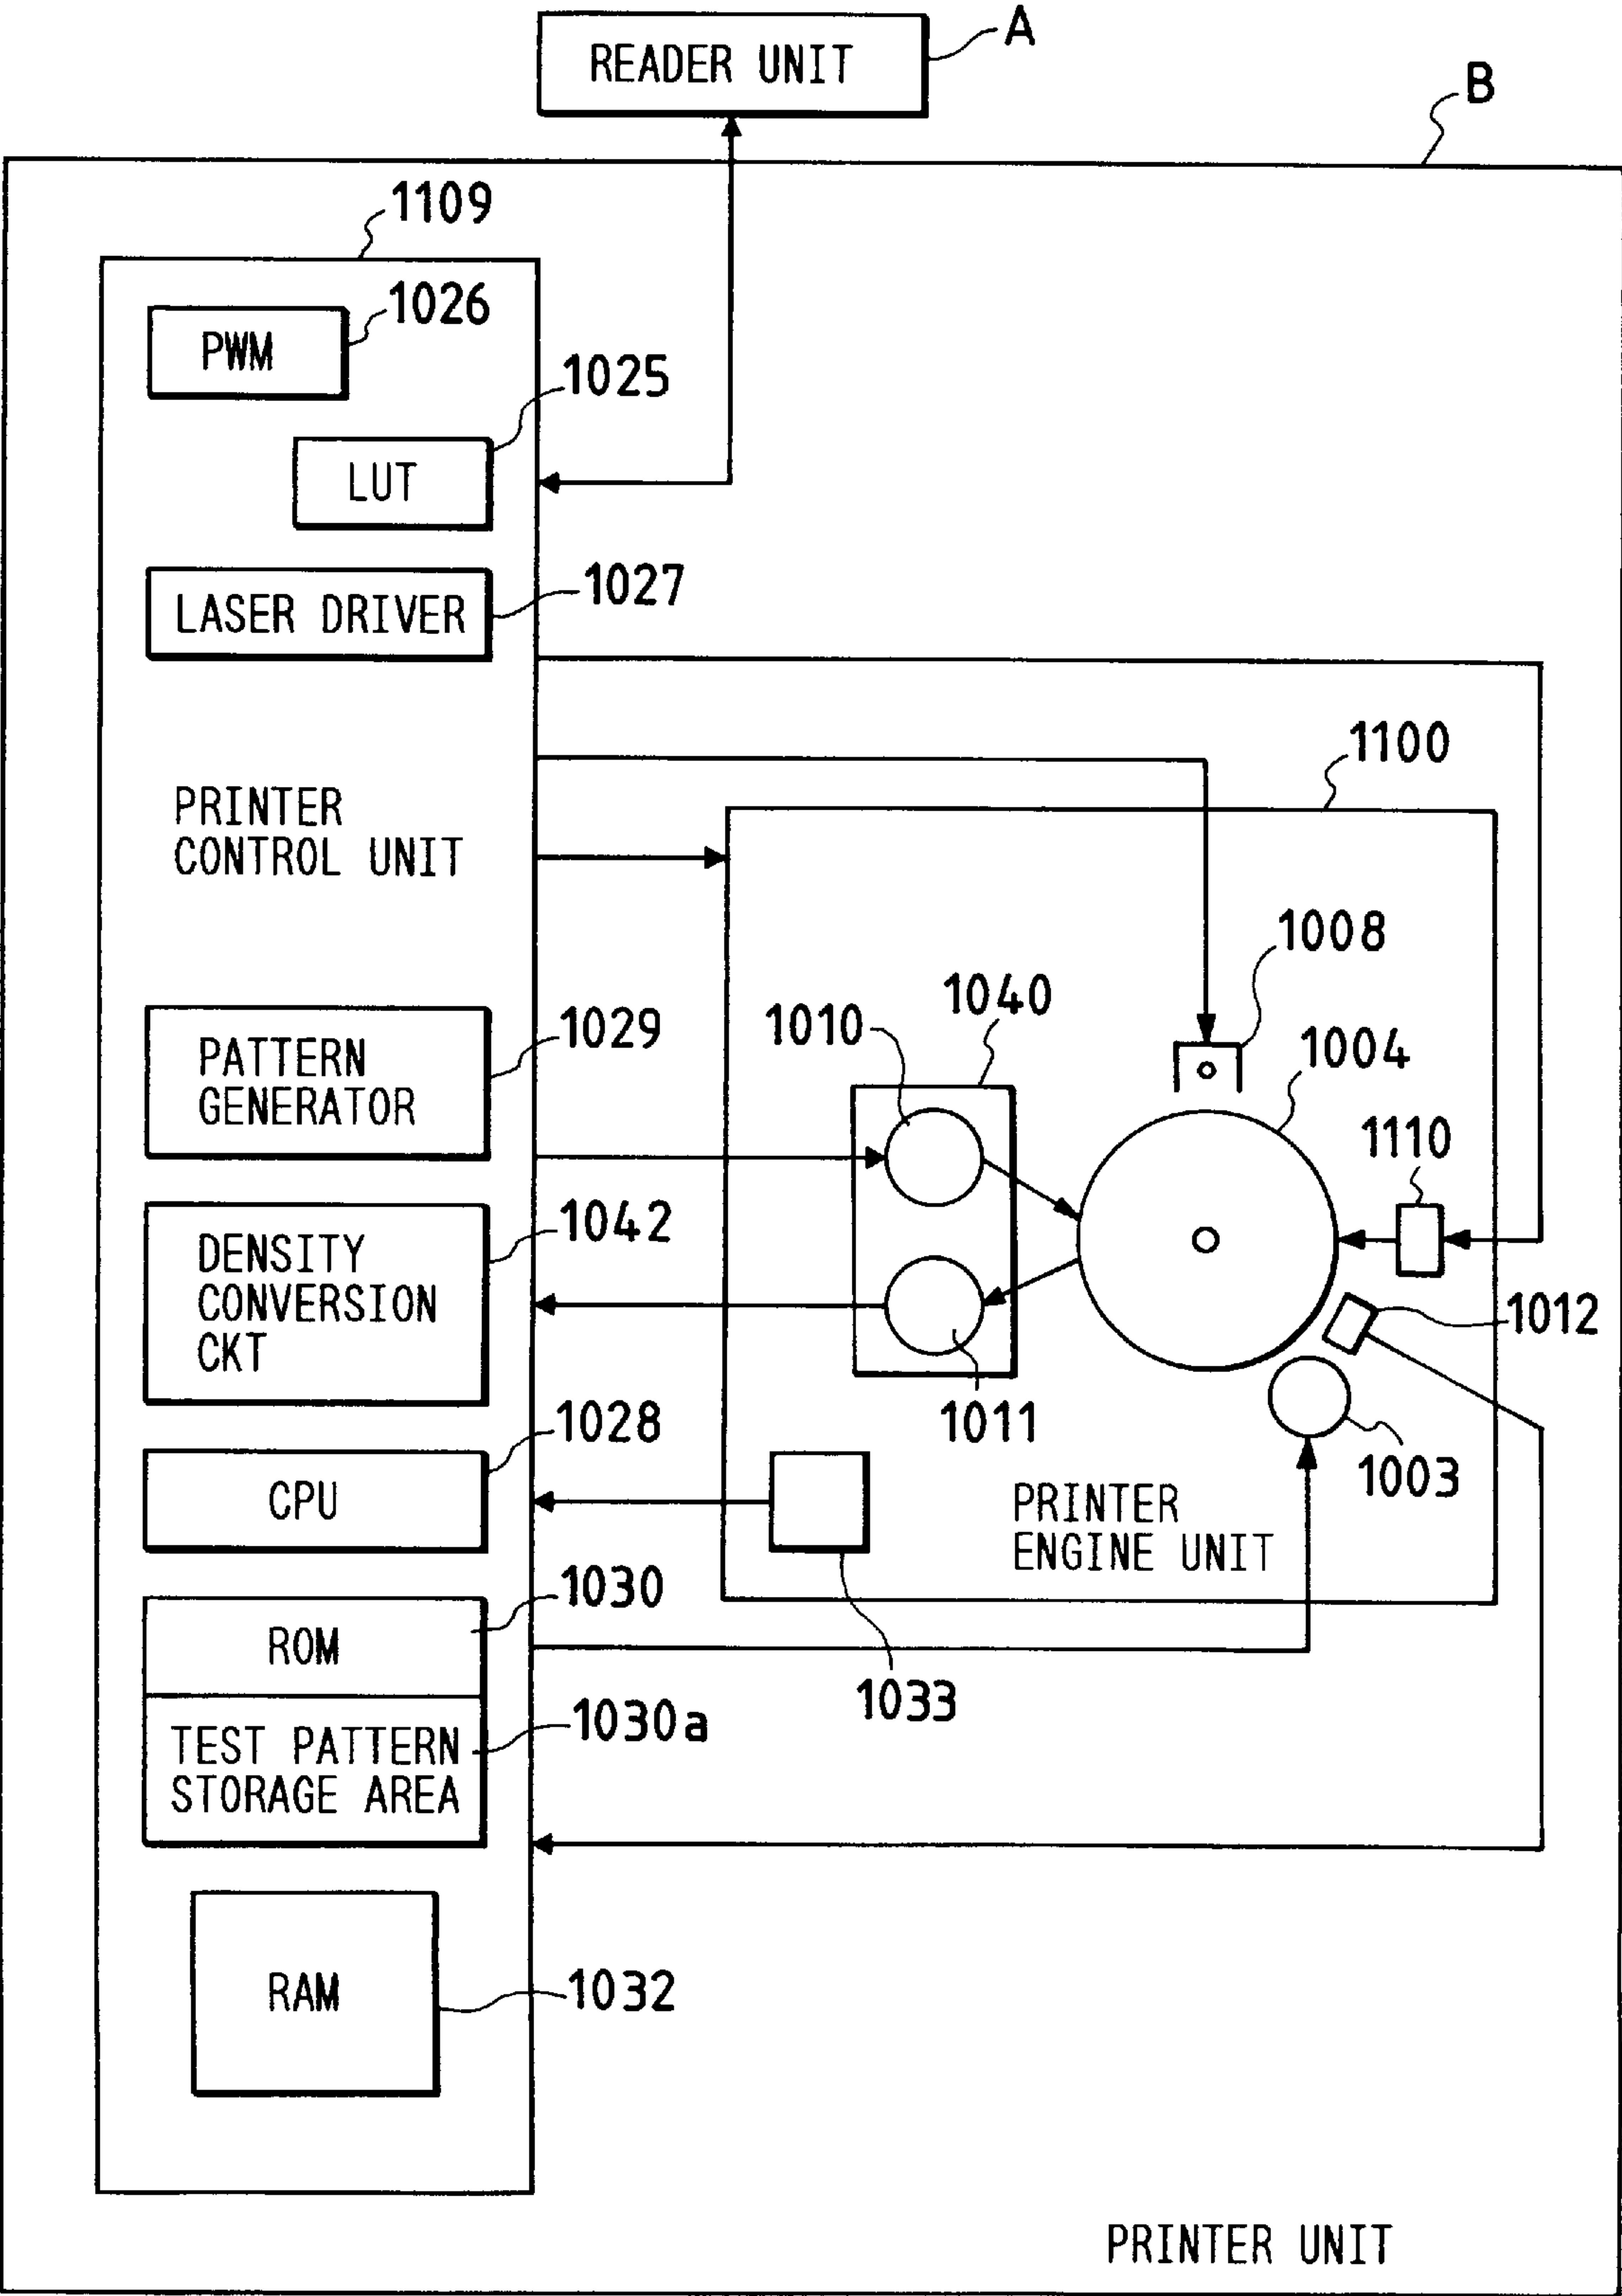 READER UNIT
A
B
1109
1026
PWM
1025
LUT
1027
LASER DRIVER
1100
PRINTER
CONTROL UNIT
1008
1040
1010
1004
1029
PATTERN
GENERATOR
1110
1042
DENSITY
CONVERSION
CKT
1012
1011
1028
CPU
1003
PRINTER
ENGINE UNIT
1030
ROM
1033
1030a
TEST PATTERN
STORAGE AREA
RAM
1032
PRINTER UNIT